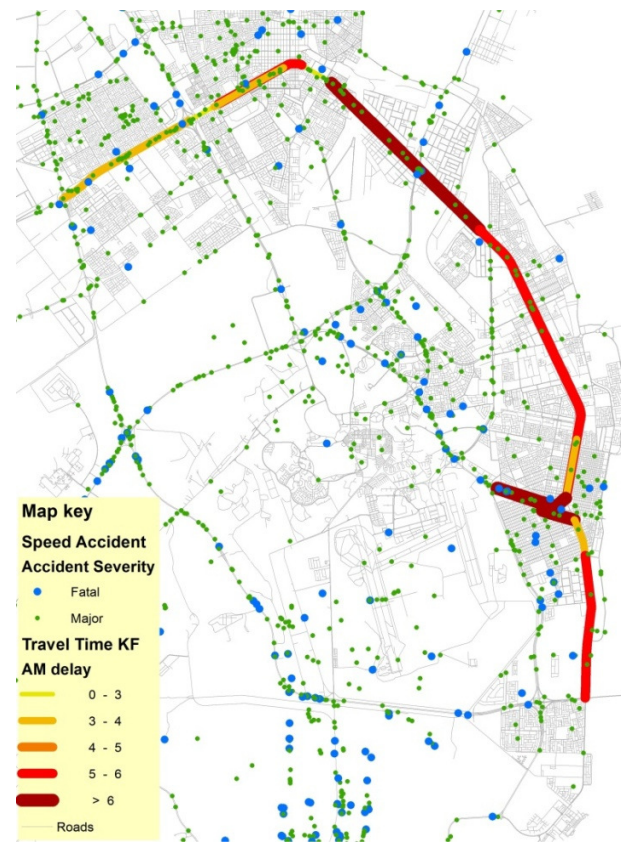 Map key
Speed Accident
Accident Severity
Fatal
Major
Travel Time KF
AM delay
0 - 3
3 - 4
4 - 5
5 - 6
> 6
Roads